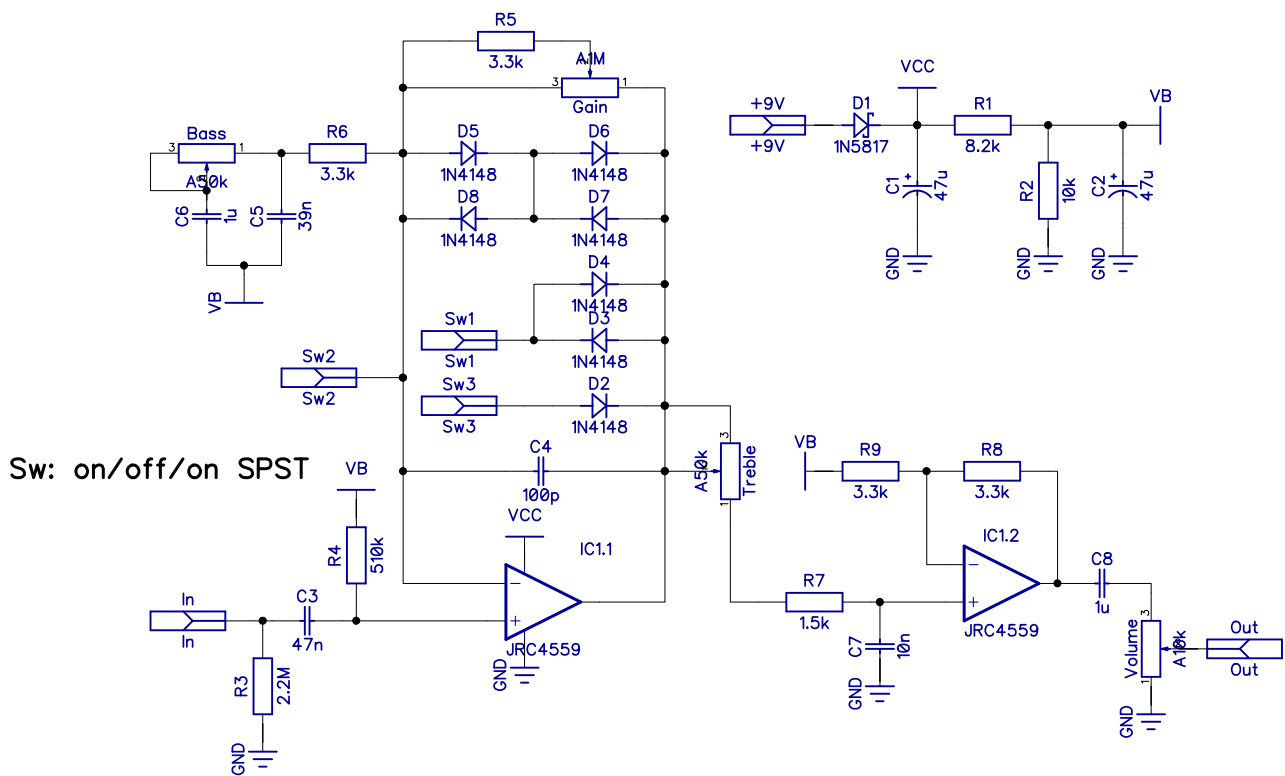 R5
3.3k
A1M
3
1
Gain
VCC
+9V
+9V
D1
1N5817
R1
8.2k
VB
C1
+
47u
R2
10k
C2
+
47u
GND
GND
GND
Bass
3
1
A50k
R6
3.3k
C6
1u
C5
39n
VB
D5
1N4148
D6
1N4148
D8
1N4148
D7
1N4148
D4
1N4148
Sw1
Sw1
D3
1N4148
Sw2
Sw2
Sw3
Sw3
D2
1N4148
Sw: on/off/on SPST
C4
100p
3
A50k
Treble
1
VB
R9
3.3k
R8
3.3k
VB
R4
510k
VCC
IC1.1
−
+
JRC4559
GND
In
In
C3
47n
R3
2.2M
GND
R7
1.5k
C7
10n
GND
IC1.2
−
+
JRC4559
C8
1u
3
Volume
A10k
1
GND
Out
Out